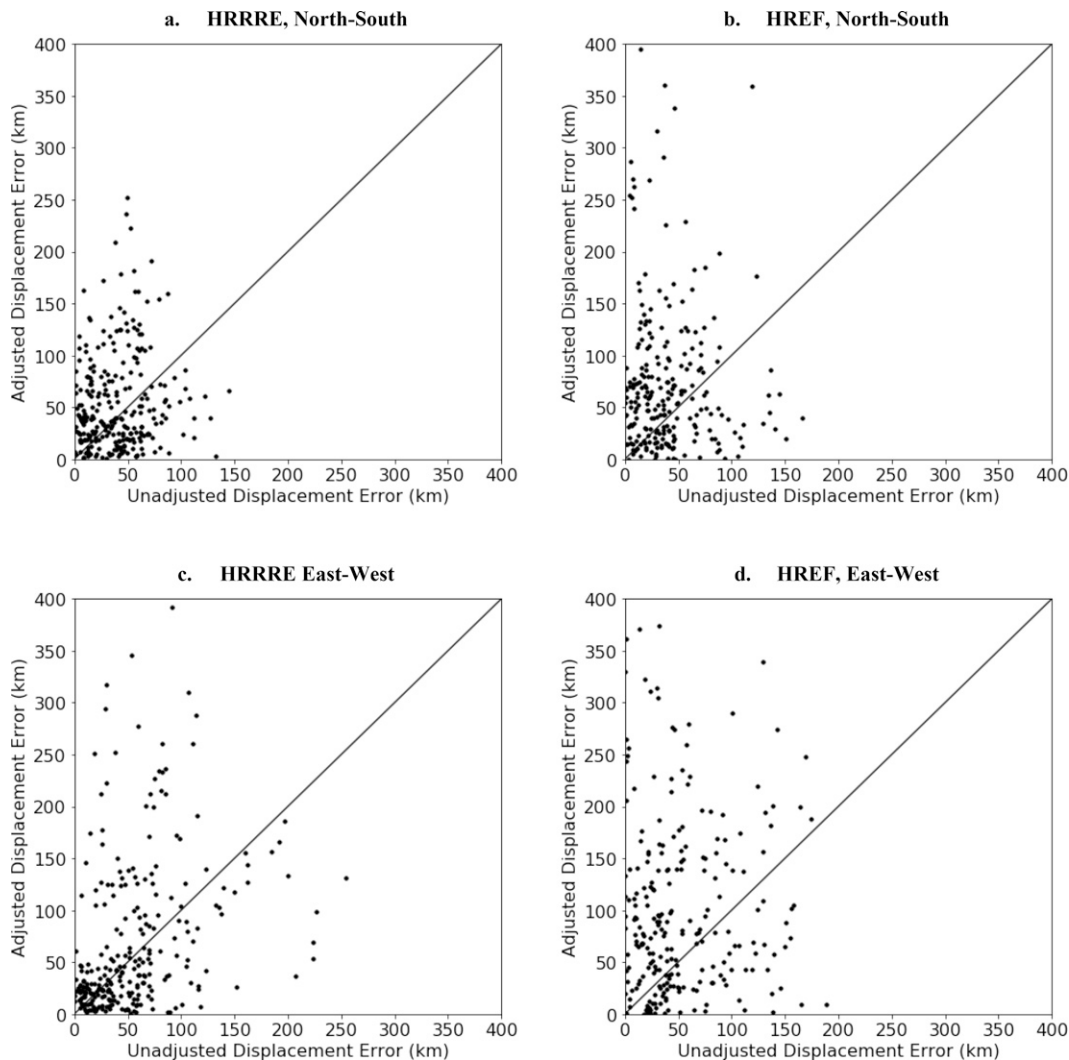 a. HRRRE, North-South
b. HREF, North-South
400
350
300
250
200
150
100
50
0
Adjusted Displacement Error (km)
0 50 100 150 200 250 300 350 400
Unadjusted Displacement Error (km)
400
350
300
250
200
150
100
50
0
Adjusted Displacement Error (km)
0 50 100 150 200 250 300 350 400
Unadjusted Displacement Error (km)
c. HRRRE East-West
d. HREF, East-West
400
350
300
250
200
150
100
50
0
Adjusted Displacement Error (km)
0 50 100 150 200 250 300 350 400
Unadjusted Displacement Error (km)
400
350
300
250
200
150
100
50
0
Adjusted Displacement Error (km)
0 50 100 150 200 250 300 350 400
Unadjusted Displacement Error (km)